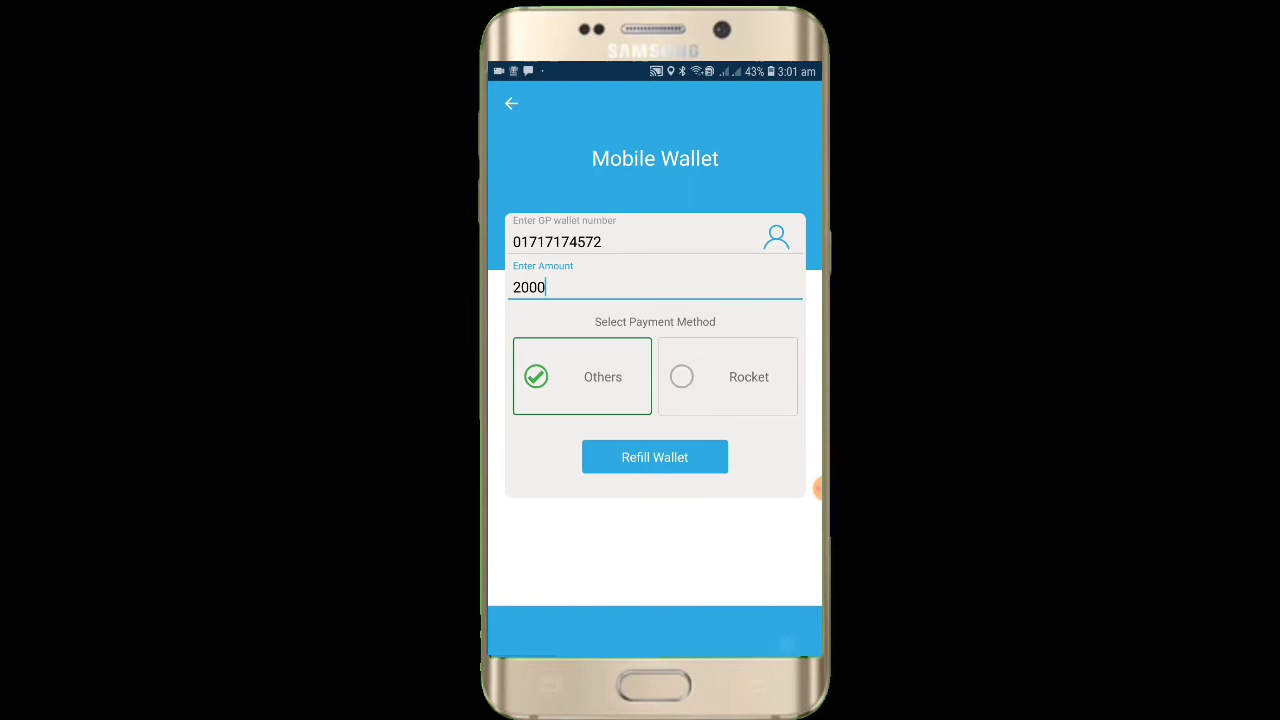 SAMSUNG
43% 3:01 am
Mobile Wallet
Enter GP wallet number
01717174572
Enter Amount
2000
Select Payment Method
Others
Rocket
Refill Wallet